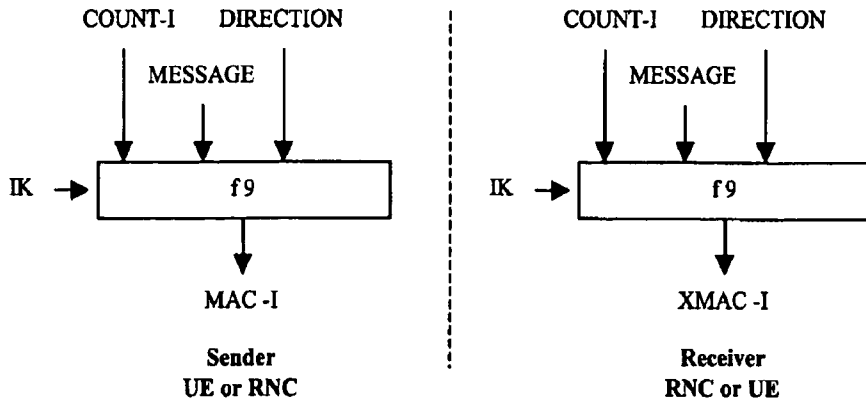 COUNT-I DIRECTION
MESSAGE
IK f9
MAC -I
Sender
UE or RNC
COUNT-I DIRECTION
MESSAGE
IK f9
XMAC -I
Receiver
RNC or UE